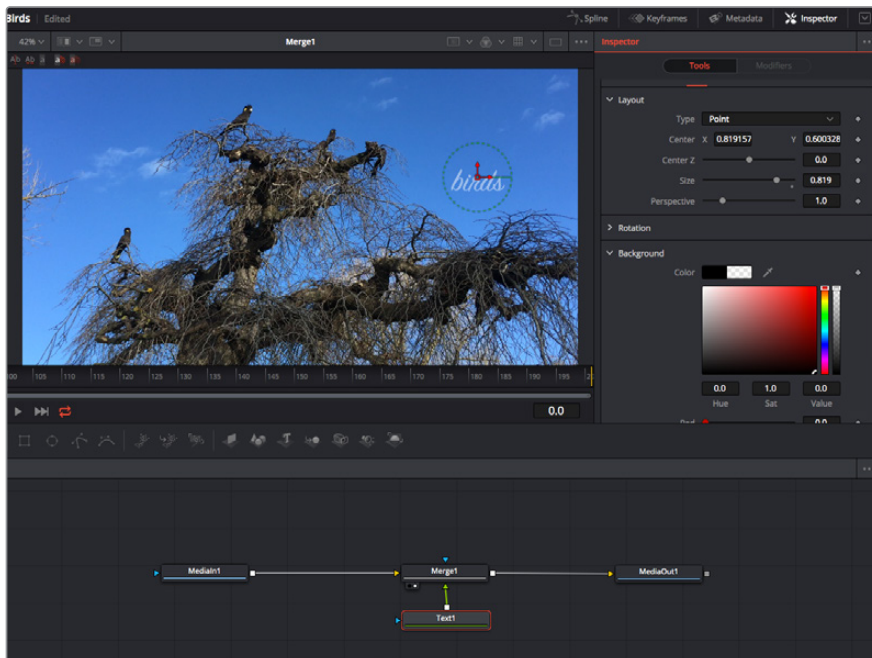 Birds Edited Spline Keyframes Metadata Inspector
42% Merge1 Inspector
Tools Modifiers
Layout
Type Point
Center X 0.819157 Y 0.600328
Center Z 0.0
birds
Size 0.819
Perspective 1.0
Rotation
Background
Color
105 110 115 120 125 130 135 140 145 150 155 160 165 170 175 180 185 190 195
0.0 1.0 0.0
Hue Sat Value
0.0
MediaIn1 Merge1 MediaOut1
Text1